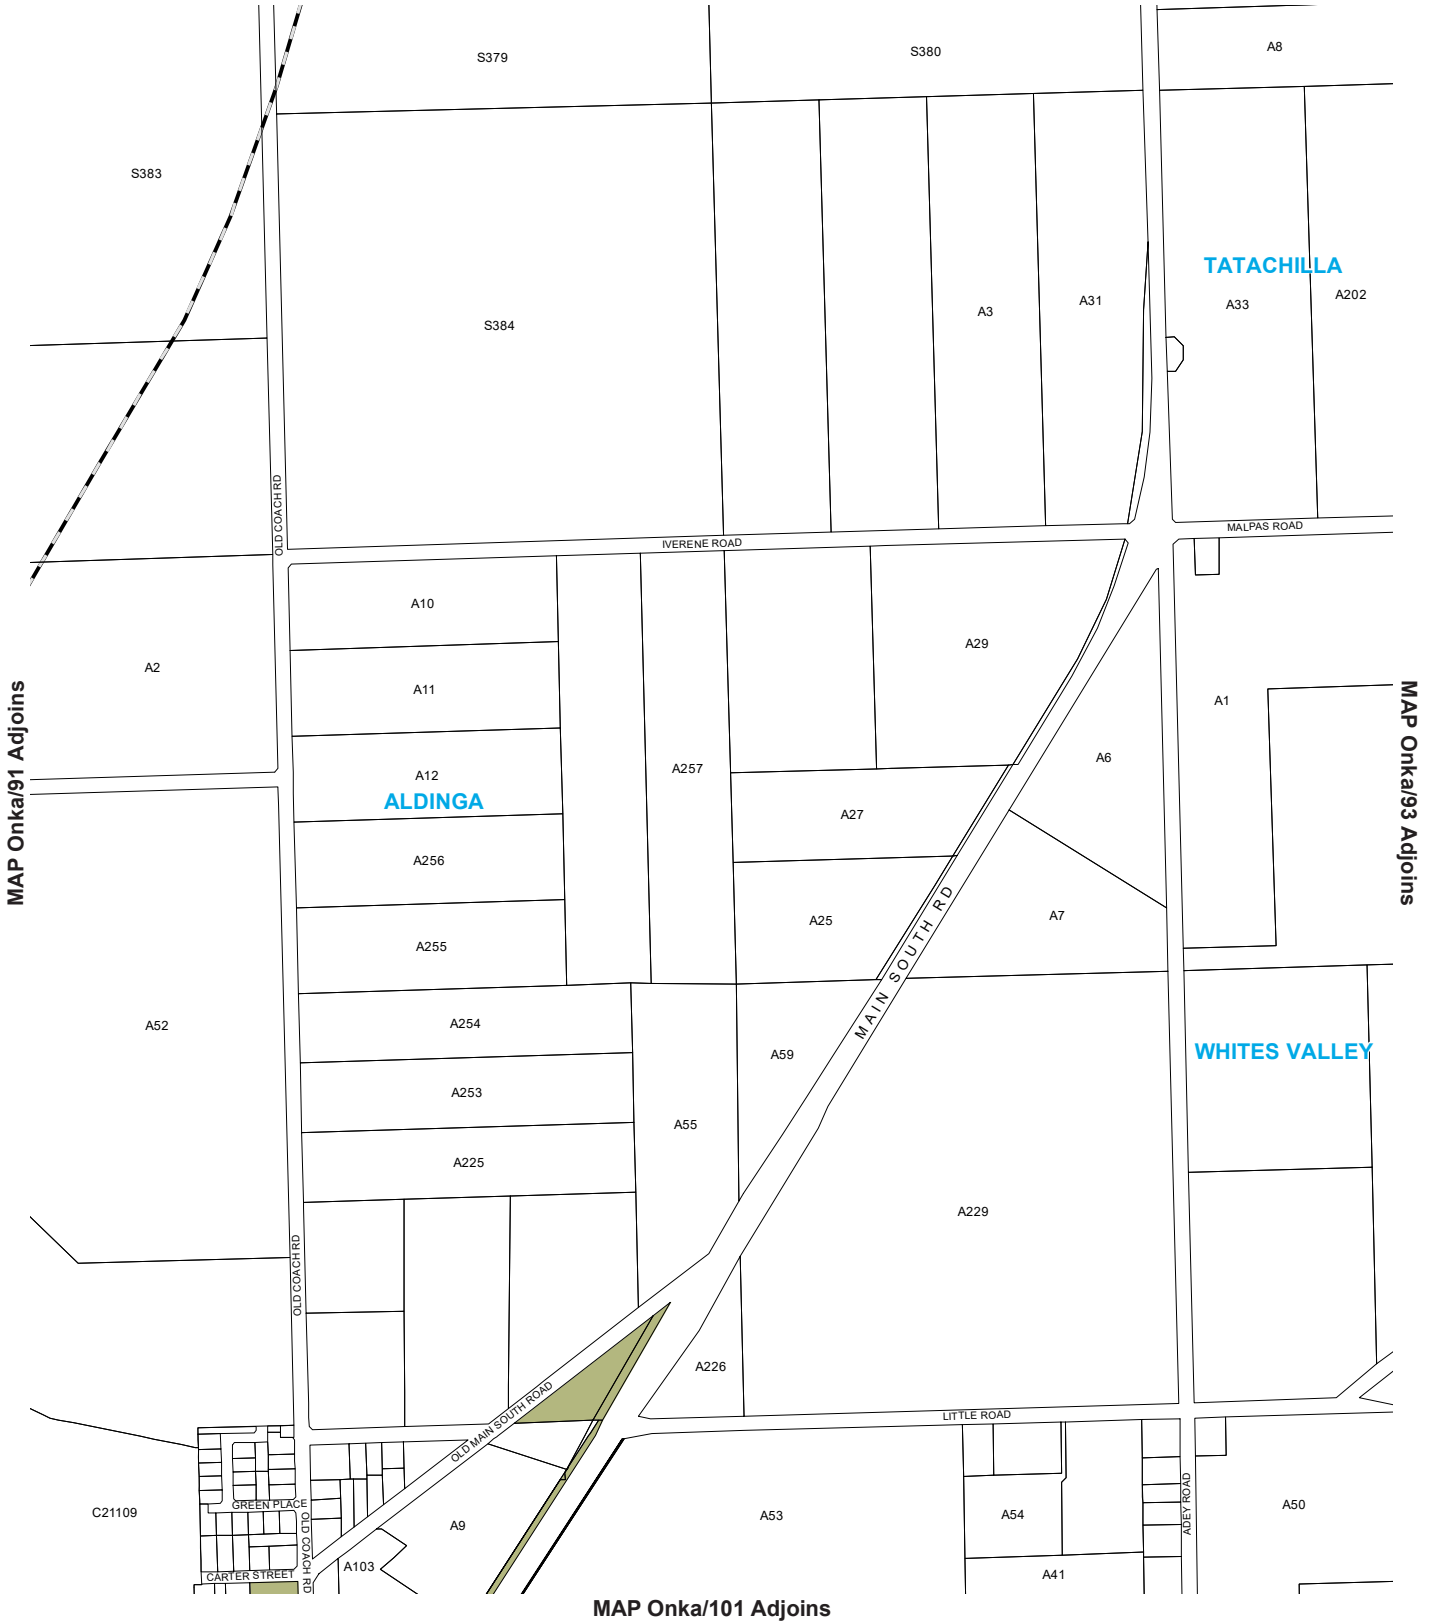 S379
S380
A8
S383
TATACHILLA
A202
A33
A31
A3
S384
OLD COACH RD
MALPAS ROAD
IVERENE ROAD
A10
A2
A11
A29
A1
A6
A12
A257
ALDINGA
A27
A256
A25
A7
A255
MAIN SOUTH RD
A52
A254
A59
WHITES VALLEY
A253
A55
A225
A229
OLD COACH RD
A226
OLD MAIN SOUTH ROAD
LITTLE ROAD
GREEN PLACE
C21109
A9
A53
A54
ADEY ROAD
A50
OLD COACH RD
A103
CARTER STREET
A41
MAP Onka/91 Adjoins
MAP Onka/93 Adjoins
MAP Onka/101 Adjoins